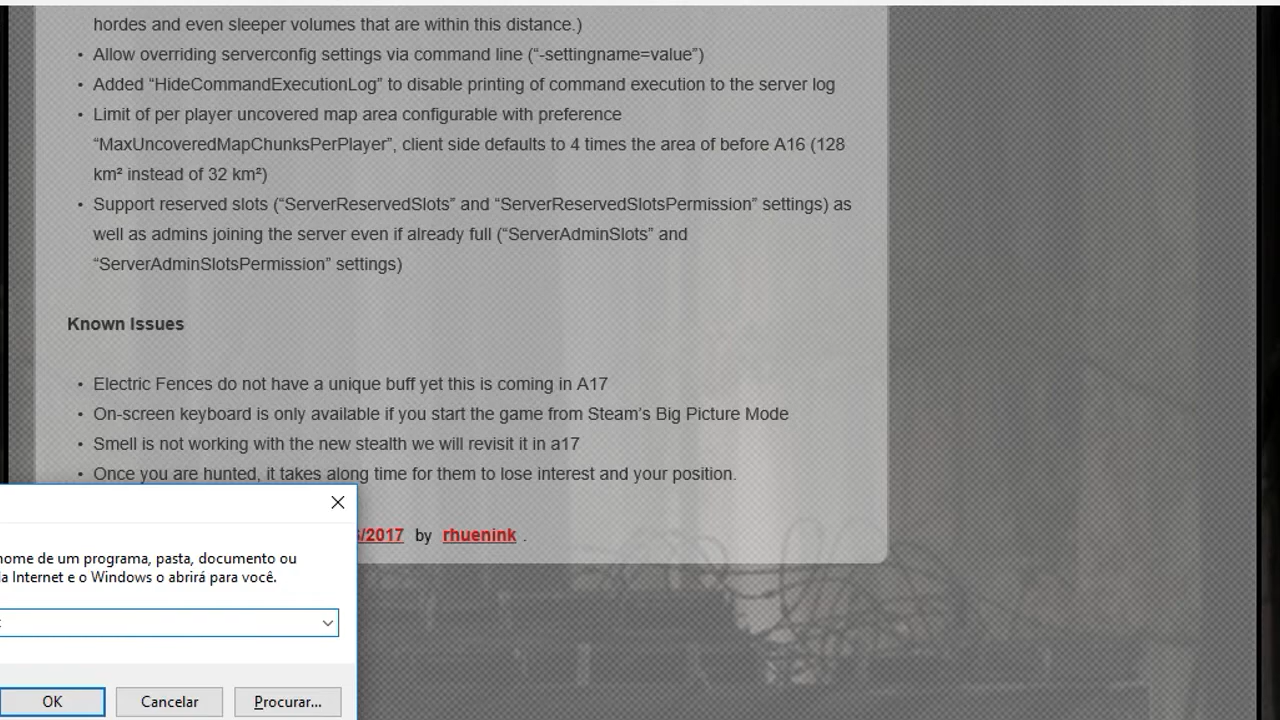 hordes and even sleeper volumes that are within this distance.)
• Allow overriding serverconfig settings via command line (“-settingname=value”)
• Added “HideCommandExecutionLog” to disable printing of command execution to the server log
• Limit of per player uncovered map area configurable with preference
“MaxUncoveredMapChunksPerPlayer”, client side defaults to 4 times the area of before A16 (128
km² instead of 32 km²)
• Support reserved slots (“ServerReservedSlots” and “ServerReservedSlotsPermission” settings) as
well as admins joining the server even if already full (“ServerAdminSlots” and
“ServerAdminSlotsPermission” settings)
Known Issues
• Electric Fences do not have a unique buff yet this is coming in A17
• On-screen keyboard is only available if you start the game from Steam’s Big Picture Mode
• Smell is not working with the new stealth we will revisit it in a17
• Once you are hunted, it takes along time for them to lose interest and your position.
/2017 by rhuenink .
nome de um programa, pasta, documento ou
da Internet e o Windows o abrirá para você.
OK Cancelar Procurar...